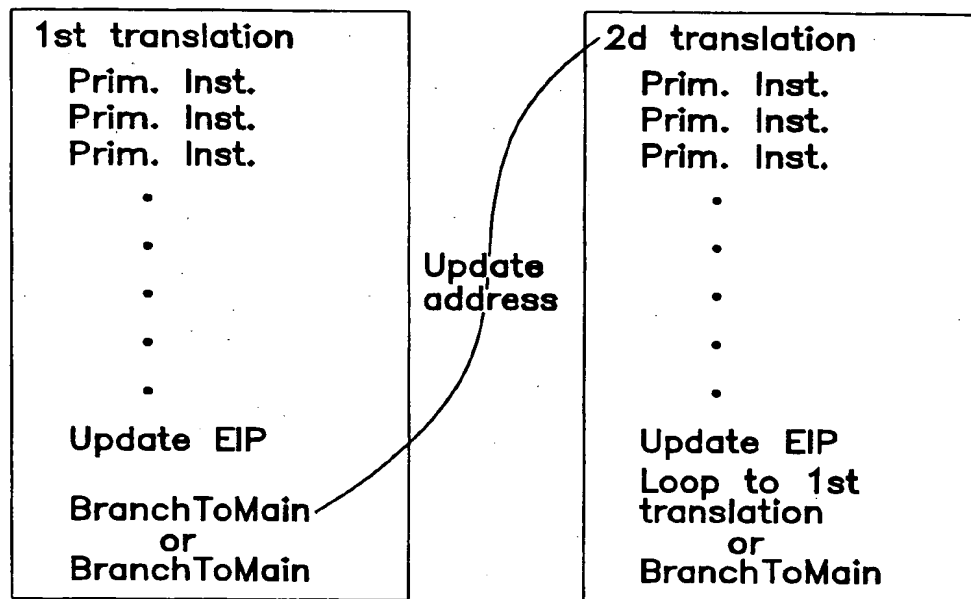 1st translation
Prim. Inst.
Prim. Inst.
Prim. Inst.
Update EIP
BranchToMain
or
BranchToMain
Update
address
2d translation
Prim. Inst.
Prim. Inst.
Prim. Inst.
Update EIP
Loop to 1st
translation
or
BranchToMain